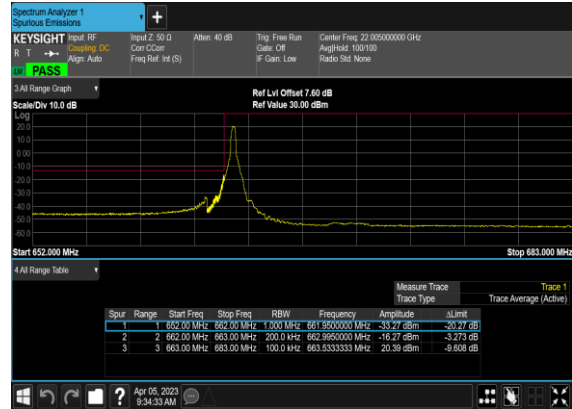 Spectrum Analyzer 1
Spurious Emissions
+
KEYSIGHT Input: RF Input Z: 50 Ω Atten: 40 dB Trig: Free Run Center Freq: 22.005000000 GHz
R T Coupling: DC Corr CCorr Gate: Off Avg|Hold: 100/100
Align: Auto Freq Ref: Int (S) IF Gain: Low Radio Std: None
LM PASS
3 All Range Graph
Ref Lvl Offset 7.60 dB
Scale/Div 10.0 dB Ref Value 30.00 dBm
Log
20.0
10.0
0.00
-10.0
-20.0
-30.0
-40.0
-50.0
-60.0
Start 652.000 MHz Stop 683.000 MHz
4 All Range Table
Measure Trace Trace 1
Trace Type Trace Average (Active)
Spur Range Start Freq Stop Freq RBW Frequency Amplitude ΔLimit
1 1 652.00 MHz 662.00 MHz 1.000 MHz 661.9500000 MHz -33.27 dBm -20.27 dB
2 2 662.00 MHz 663.00 MHz 200.0 kHz 662.9950000 MHz -16.27 dBm -3.273 dB
3 3 663.00 MHz 683.00 MHz 100.0 kHz 663.5333333 MHz 20.39 dBm -9.608 dB
? Apr 05, 2023
9:34:33 AM